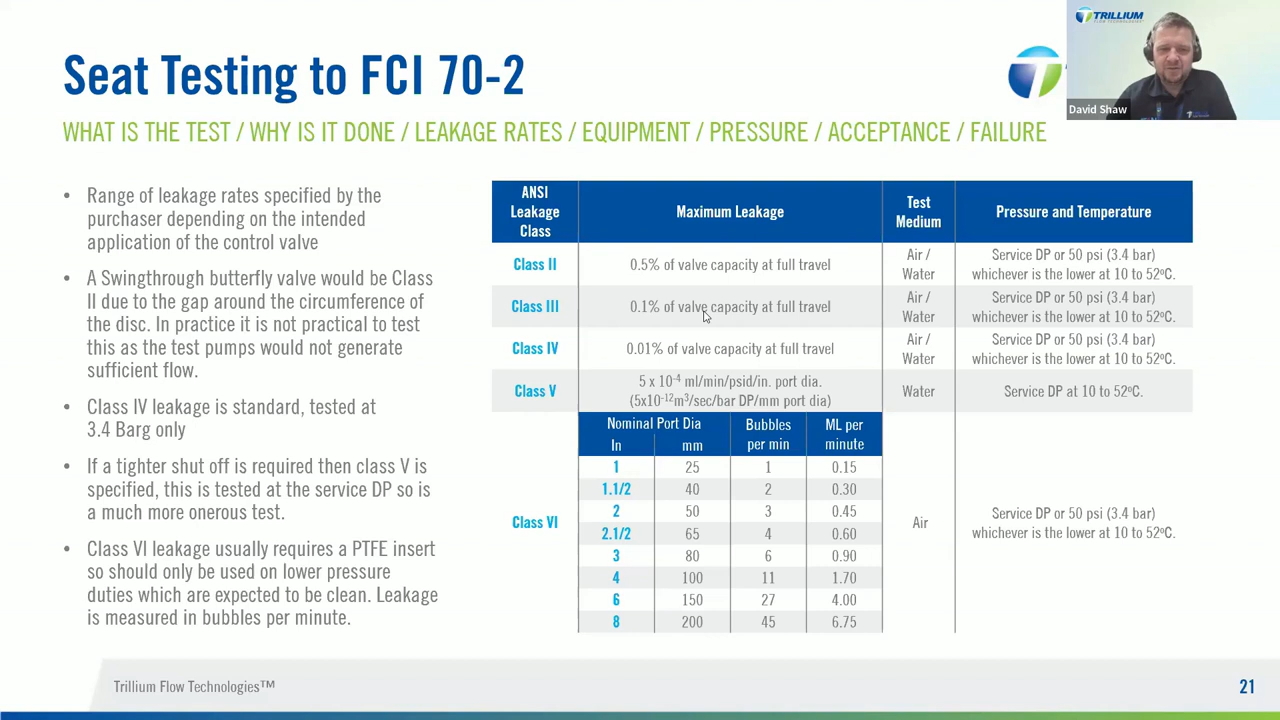 TRILLIUM
FLOW TECHNOLOGIES
David Shaw
Seat Testing to FCI 70-2
WHAT IS THE TEST / WHY IS IT DONE / LEAKAGE RATES / EQUIPMENT / PRESSURE / ACCEPTANCE / FAILURE
• Range of leakage rates specified by the
purchaser depending on the intended
application of the control valve
• A Swingthrough butterfly valve would be Class
II due to the gap around the circumference of
the disc. In practice it is not practical to test
this as the test pumps would not generate
sufficient flow.
• Class IV leakage is standard, tested at
3.4 Barg only
• If a tighter shut off is required then class V is
specified, this is tested at the service DP so is
a much more onerous test.
• Class VI leakage usually requires a PTFE insert
so should only be used on lower pressure
duties which are expected to be clean. Leakage
is measured in bubbles per minute.
ANSI
Leakage
Class
Maximum Leakage
Test
Medium
Pressure and Temperature
Class II
0.5% of valve capacity at full travel
Air /
Water
Service DP or 50 psi (3.4 bar)
whichever is the lower at 10 to 52ºC.
Class III
0.1% of valve capacity at full travel
Air /
Water
Service DP or 50 psi (3.4 bar)
whichever is the lower at 10 to 52ºC.
Class IV
0.01% of valve capacity at full travel
Air /
Water
Service DP or 50 psi (3.4 bar)
whichever is the lower at 10 to 52ºC.
Class V
5 x 10⁻⁴ ml/min/psid/in. port dia.
(5x10⁻¹²m³/sec/bar DP/mm port dia)
Water
Service DP at 10 to 52ºC.
Class VI
Nominal Port Dia
In mm
Bubbles
per min
ML per
minute
1 25 1 0.15
1.1/2 40 2 0.30
2 50 3 0.45
2.1/2 65 4 0.60
3 80 6 0.90
4 100 11 1.70
6 150 27 4.00
8 200 45 6.75
Air
Service DP or 50 psi (3.4 bar)
whichever is the lower at 10 to 52ºC.
Trillium Flow Technologies™
21